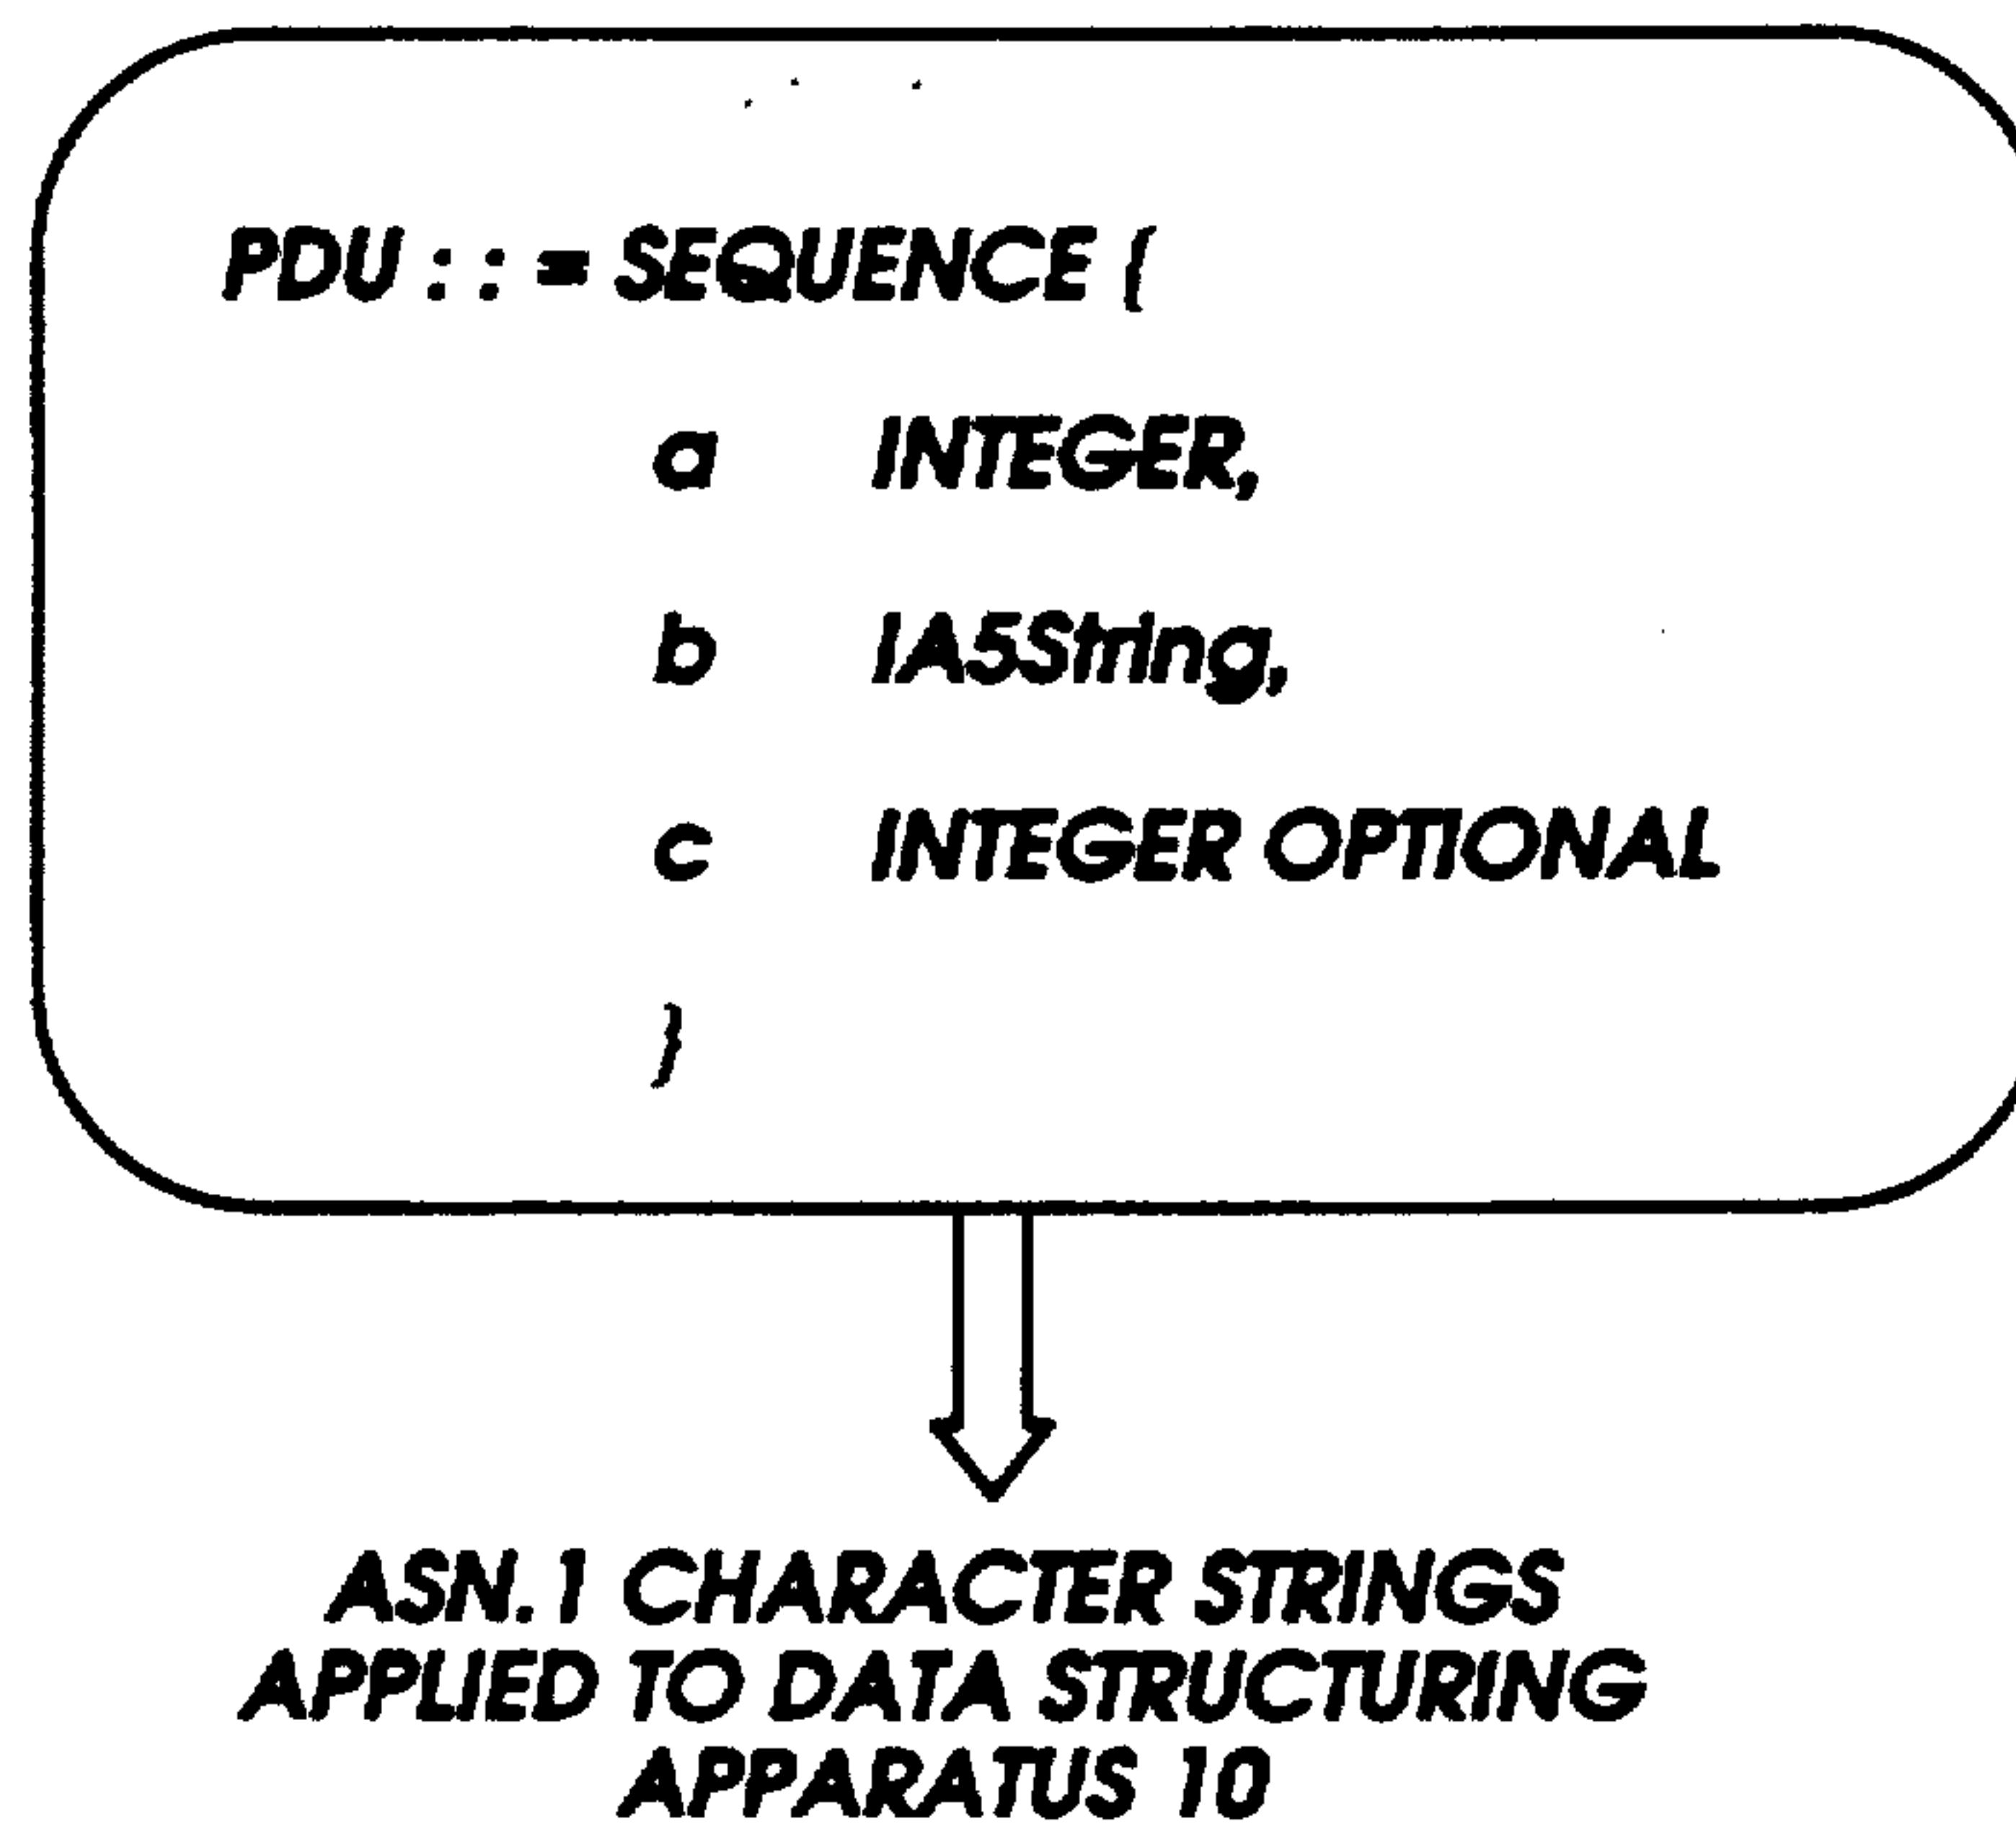 PDU : : = SEQUENCE {
a INTEGER,
b IA5String,
c INTEGER OPTIONAL
}
ASN.1 CHARACTER STRINGS
APPLIED TO DATA STRUCTURING
APPARATUS 10